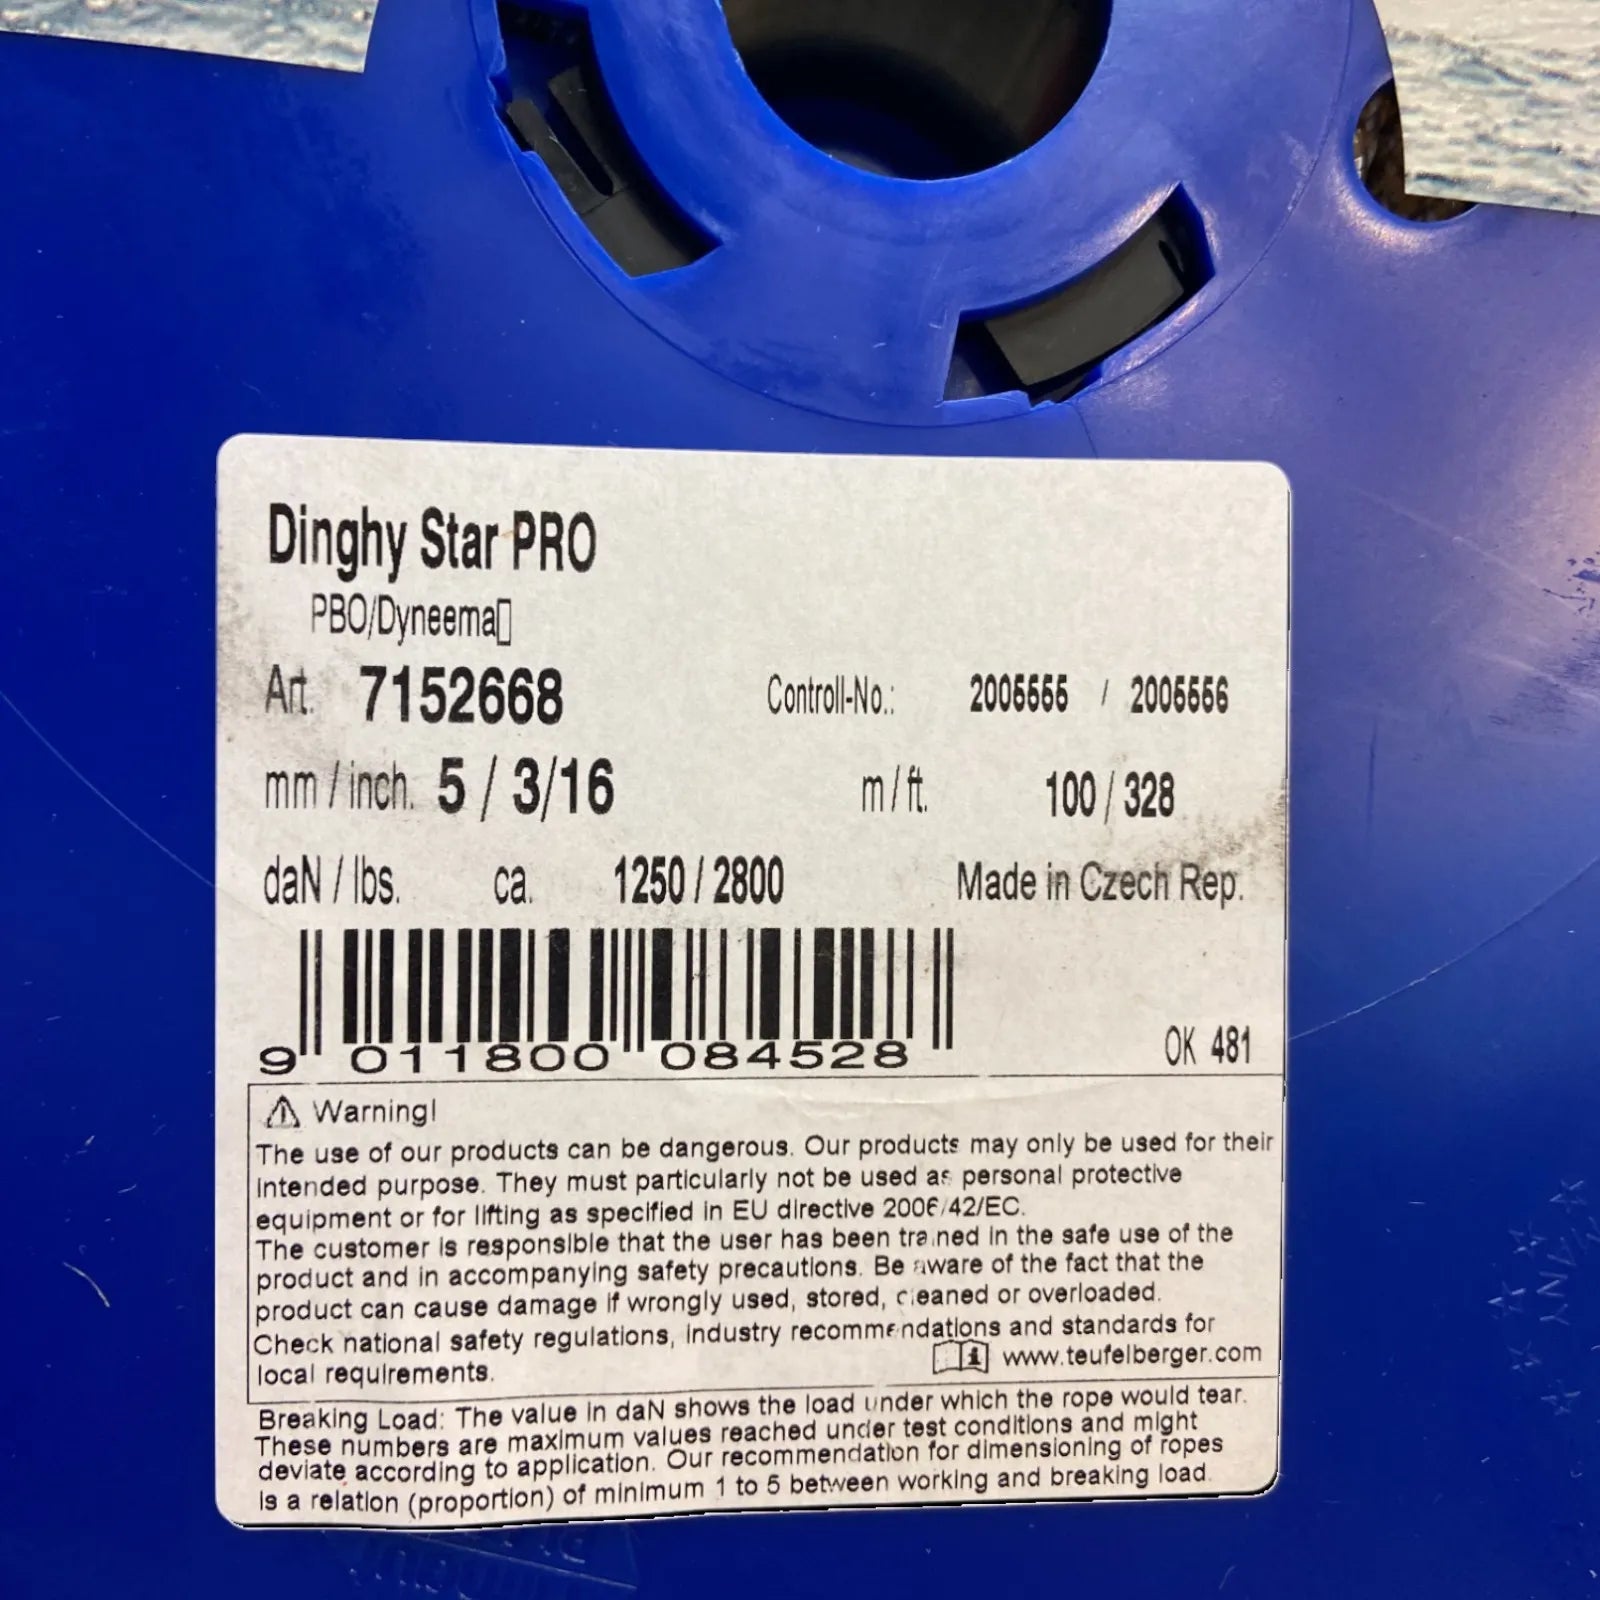 Dinghy Star PRO
PBO/Dyneema▯
Art. 7152668 Controll-No.: 2005555 / 2005556
mm / inch. 5 / 3/16 m / ft. 100 / 328
daN / lbs. ca. 1250 / 2800 Made in Czech Rep.
9 011800 084528
OK 481
⚠ Warning!
The use of our products can be dangerous. Our products may only be used for their
intended purpose. They must particularly not be used as personal protective
equipment or for lifting as specified in EU directive 2006/42/EC.
The customer is responsible that the user has been trained in the safe use of the
product and in accompanying safety precautions. Be aware of the fact that the
product can cause damage if wrongly used, stored, cleaned or overloaded.
Check national safety regulations, industry recommendations and standards for
local requirements.
www.teufelberger.com
Breaking Load: The value in daN shows the load under which the rope would tear.
These numbers are maximum values reached under test conditions and might
deviate according to application. Our recommendation for dimensioning of ropes
is a relation (proportion) of minimum 1 to 5 between working and breaking load.